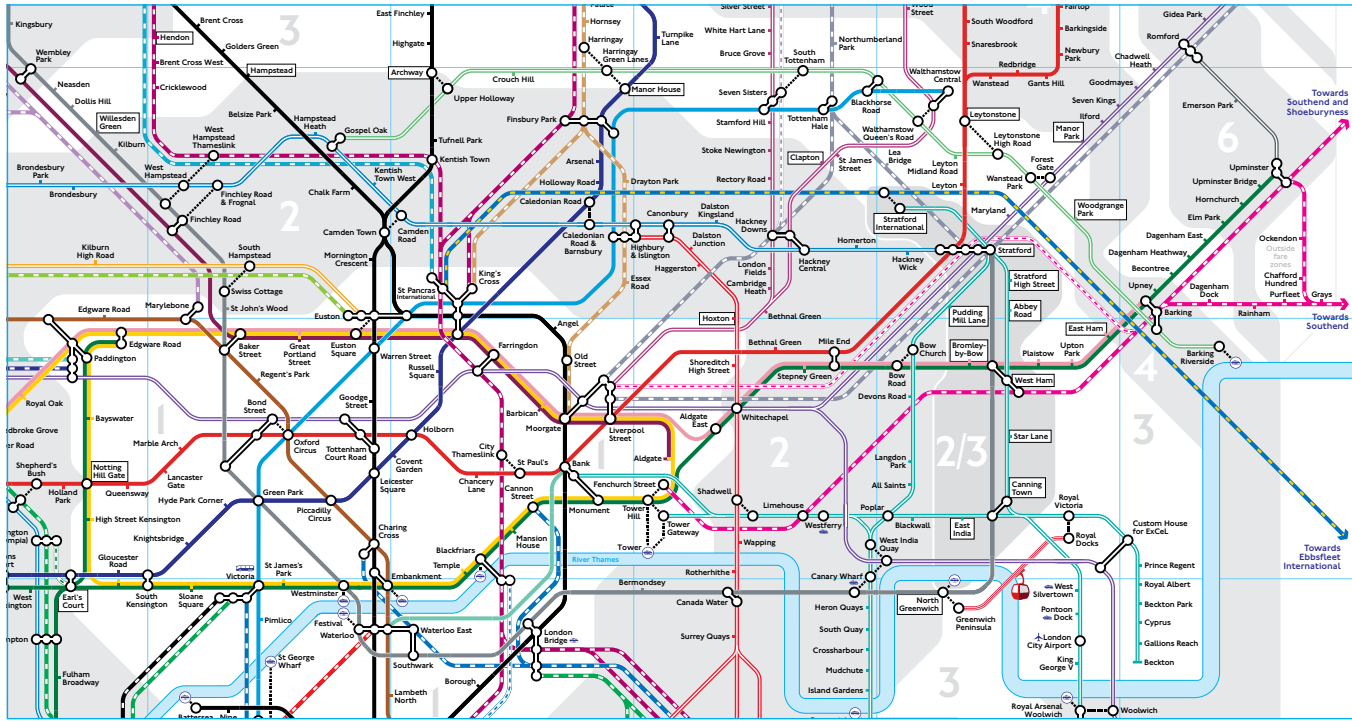 Kingsbury
Wembley
Park
Neasden
Dollis Hill
Willesden
Green
Kilburn
Brondesbury
Park
Brondesbury
West Hampstead
Thameslink
West
Hampstead
Finchley Road
& Frognal
Finchley Road
Hendon
Brent Cross West
Cricklewood
Brent Cross
Golders Green
Hampstead
Belsize Park
Chalk Farm
Camden Town
Mornington
Crescent
3
Hampstead
Heath
Gospel Oak
Kentish
Town West
Camden
Road
2
East Finchley
Highgate
Archway
Upper Holloway
Tufnell Park
Kentish Town
Crouch Hill
Hornsey
Harringay
Harringay
Green Lanes
Turnpike
Lane
Manor House
Finsbury Park
Arsenal
Holloway Road
Drayton Park
Caledonian Road
Caledonian
Road &
Barnsbury
Canonbury
Highbury
& Islington
Essex
Road
Dalston
Kingsland
Dalston
Junction
Haggerston
Silver Street
White Hart Lane
Bruce Grove
Seven Sisters
South
Tottenham
Stamford Hill
Stoke Newington
Rectory Road
Clapton
Hackney
Downs
Hackney
Central
London
Fields
Cambridge
Heath
Bethnal Green
Northumberland
Park
Tottenham
Hale
Blackhorse
Road
Wood
Street
Walthamstow
Central
Walthamstow
Queen's Road
St James
Street
Lea
Bridge
Leyton
Midland Road
Leyton
South Woodford
Snaresbrook
Leytonstone
Leytonstone
High Road
Wanstead
Redbridge
Gants Hill
Fairlop
Barkingside
Newbury
Park
Wanstead
Park
Forest
Gate
Manor
Park
Woodgrange
Park
Maryland
Stratford
International
Stratford
Homerton
Hackney
Wick
Gidea Park
Romford
Chadwell
Heath
Goodmayes
Seven Kings
Ilford
Emerson Park
6
Upminster
Upminster Bridge
Hornchurch
Elm Park
Dagenham East
Dagenham Heathway
Becontree
Upney
Barking
Dagenham
Dock
Rainham
Purfleet
Grays
Ockendon
Outside
fare
zones
Chafford
Hundred
Towards
Southend and
Shoeburyness
Towards
Southend
Kilburn
High Road
South
Hampstead
Swiss Cottage
St John's Wood
Marylebone
Edgware Road
Edgware Road
Paddington
Royal Oak
Bayswater
Baker
Street
Great
Portland
Street
Euston
Square
Euston
St Pancras
International
King's
Cross
Warren Street
Russell
Square
Regent's Park
Goodge
Street
Farringdon
Barbican
Angel
Old
Street
Moorgate
Liverpool
Street
Hoxton
Shoreditch
High Street
Bethnal Green
Mile End
Stepney Green
Bow
Road
Bow
Church
Devons Road
Langdon
Park
All Saints
Pudding
Mill Lane
Bromley-
by-Bow
Stratford
High Street
Abbey
Road
West Ham
Plaistow
Upton
Park
East Ham
Star Lane
Barking
Riverside
4
3
2
2/3
1
1
Ladbroke Grove
Shepherd's
Bush
Holland
Park
Notting
Hill Gate
Queensway
Lancaster
Gate
Marble Arch
Bond
Street
Oxford
Circus
Tottenham
Court Road
Holborn
Covent
Garden
Leicester
Square
Chancery
Lane
St Paul's
City
Thameslink
Bank
Cannon
Street
Monument
Fenchurch Street
Tower
Hill
Tower
Gateway
Tower
Aldgate
Aldgate
East
Whitechapel
Shadwell
Limehouse
Westferry
Poplar
Blackwall
East
India
Canning
Town
Royal
Victoria
Royal
Docks
Custom House
for ExCeL
Prince Regent
Royal Albert
Beckton Park
Cyprus
Gallions Reach
Beckton
Hyde Park Corner
Green Park
Piccadilly
Circus
Charing
Cross
High Street Kensington
Knightsbridge
Gloucester
Road
Earl's
Court
South
Kensington
Sloane
Square
Victoria
St James's
Park
Westminster
Embankment
Temple
Blackfriars
Mansion
House
River Thames
Festival
Waterloo
Waterloo East
Southwark
Pimlico
St George
Wharf
Lambeth
North
Borough
London
Bridge
Bermondsey
Canada Water
Rotherhithe
Wapping
Surrey Quays
West India
Quay
Canary Wharf
Heron Quays
South Quay
Crossharbour
Mudchute
Island Gardens
North
Greenwich
Greenwich
Peninsula
West
Silvertown
Pontoon
Dock
London
City Airport
King
George V
Royal Arsenal
Woolwich
Woolwich
Fulham
Broadway
Battersea
Nine
1
3
Towards
Ebbsfleet
International